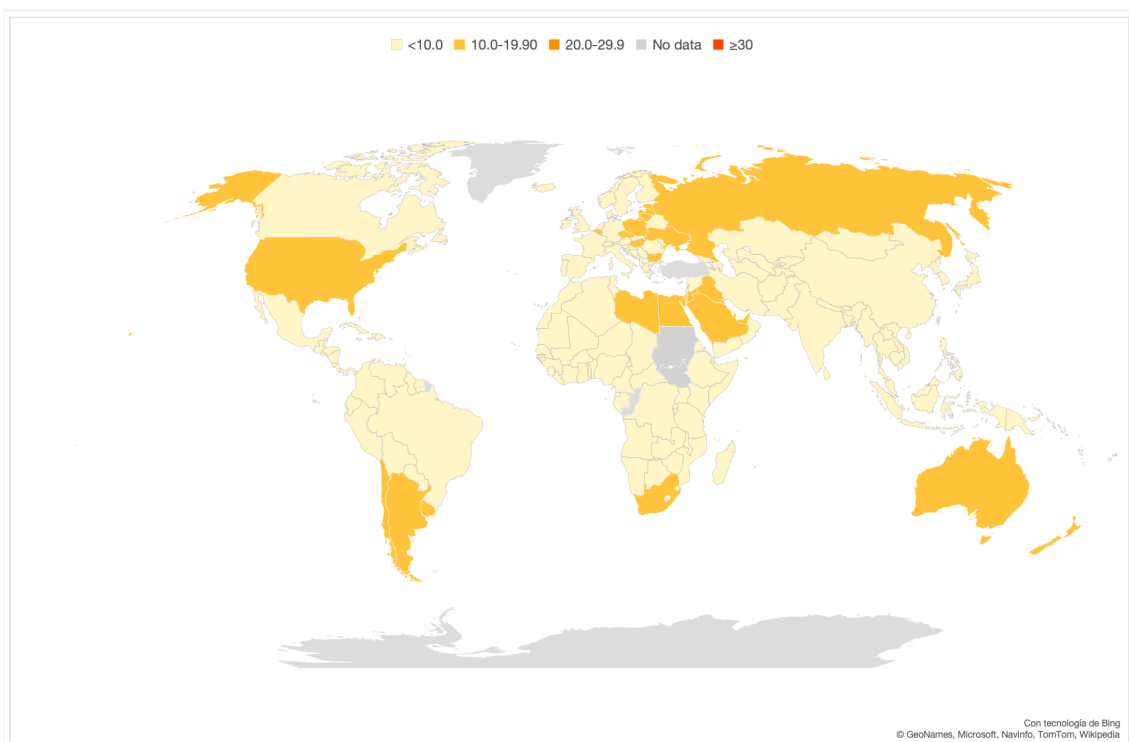 <10.0 10.0-19.90 20.0-29.9 No data ≥30
Con tecnología de Bing
© GeoNames, Microsoft, Navinfo, TomTom, Wikipedia